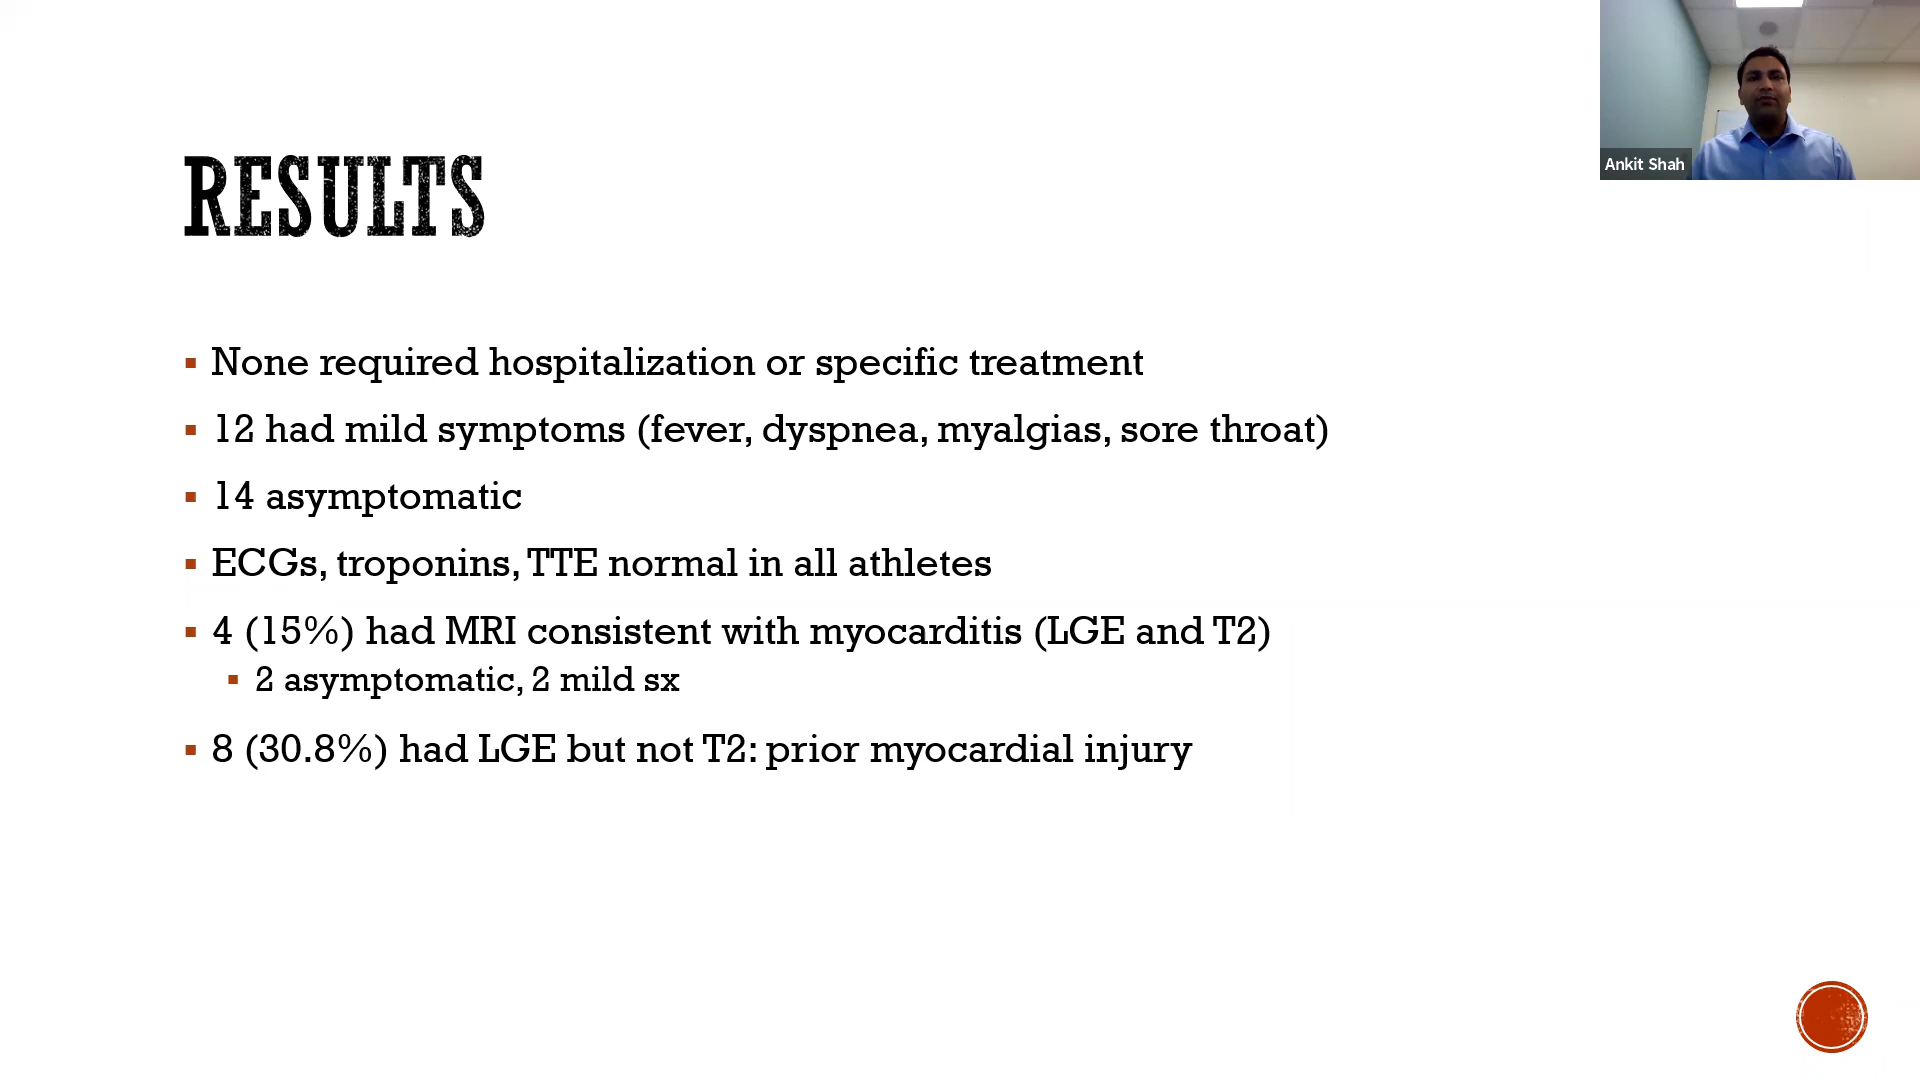 Ankit Shah
RESULTS
▪ None required hospitalization or specific treatment
▪ 12 had mild symptoms (fever, dyspnea, myalgias, sore throat)
▪ 14 asymptomatic
▪ ECGs, troponins, TTE normal in all athletes
▪ 4 (15%) had MRI consistent with myocarditis (LGE and T2)
▪ 2 asymptomatic, 2 mild sx
▪ 8 (30.8%) had LGE but not T2: prior myocardial injury